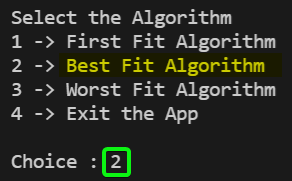 Select the Algorithm
1 -> First Fit Algorithm
2 -> Best Fit Algorithm
3 -> Worst Fit Algorithm
4 -> Exit the App
Choice : 2